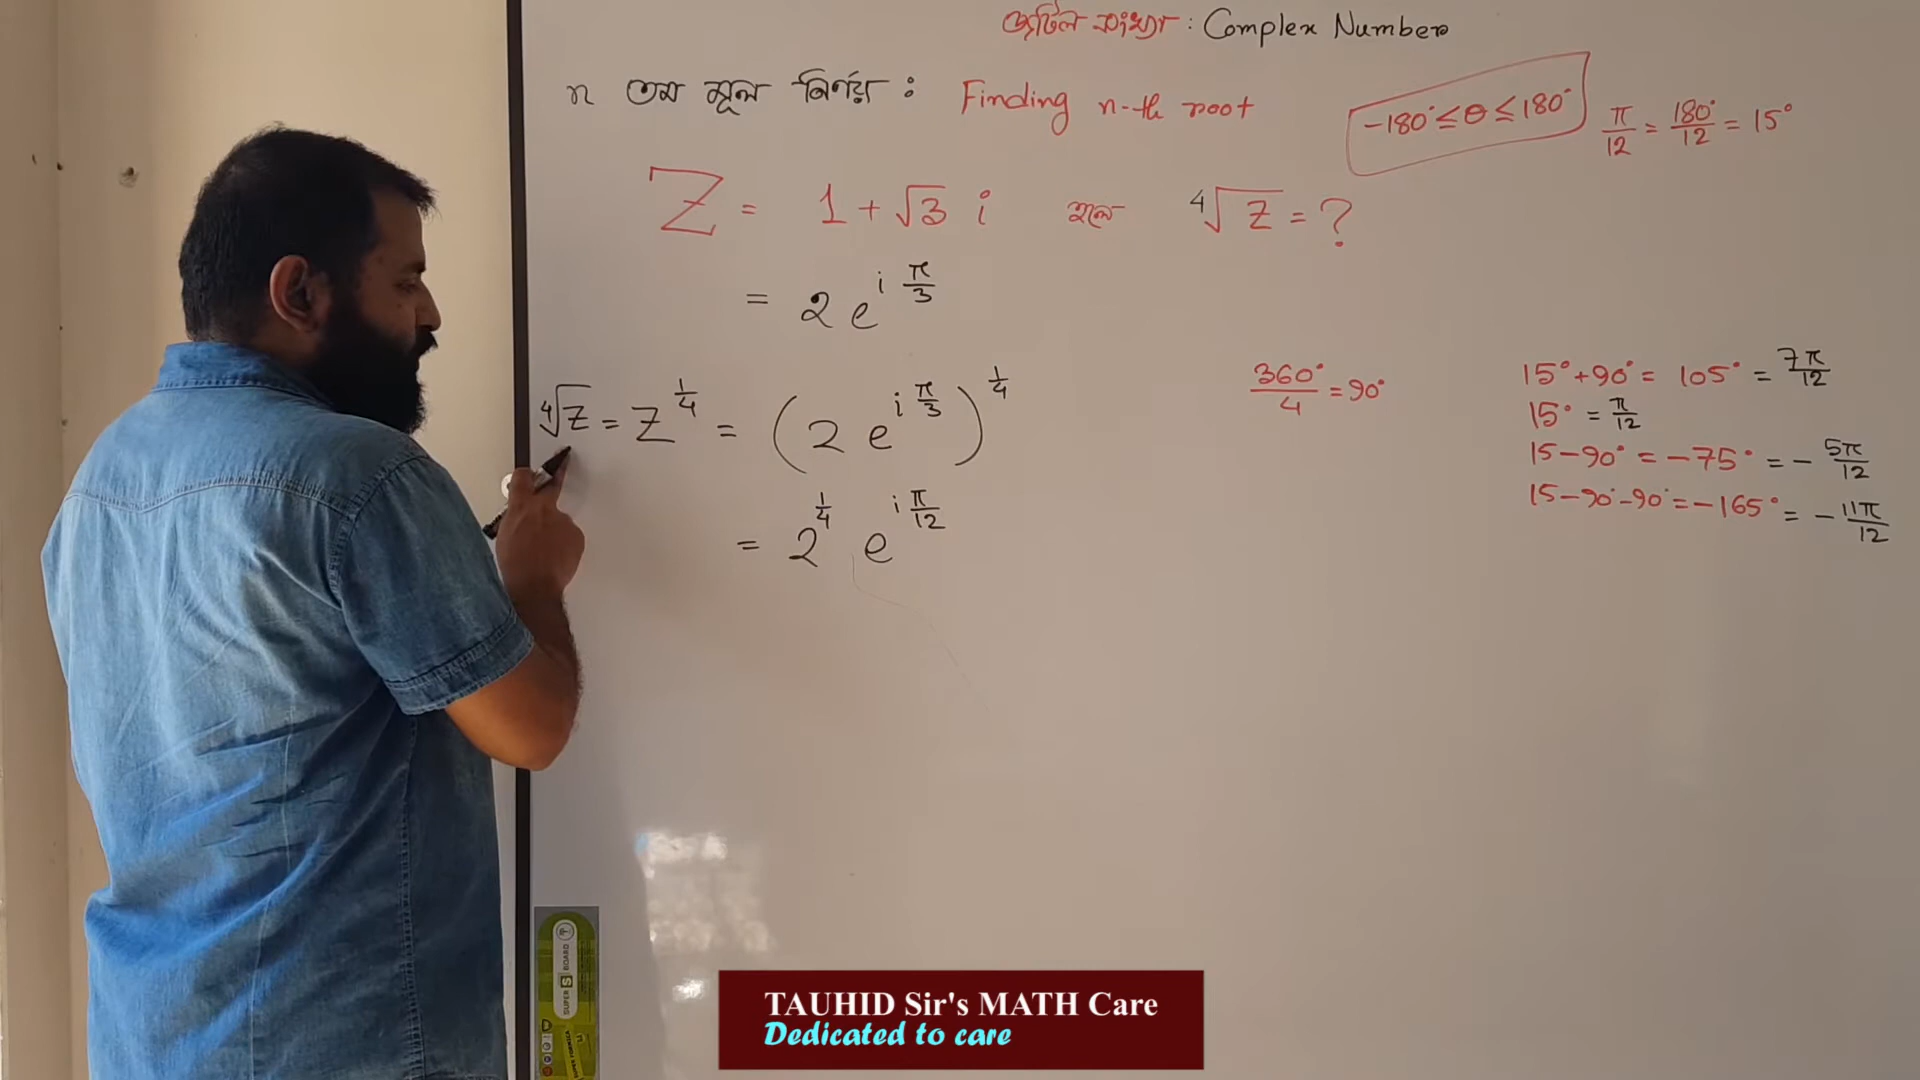 জটিল সংখ্যা : Complex Number
n তম মূল নির্ণয় : Finding n-th root
-180° ≤ θ ≤ 180°
π/12 = 180°/12 = 15°
Z = 1 + √3 i হলে ⁴√Z = ?
= 2 e^(i π/3)
⁴√Z = Z^(1/4) = (2 e^(i π/3))^(1/4)
= 2^(1/4) e^(i π/12)
360°/4 = 90°
15° + 90° = 105° = 7π/12
15° = π/12
15 - 90° = -75° = - 5π/12
15 - 90° - 90° = -165° = - 11π/12
SUPER S BOARD
TAUHID Sir's MATH Care
Dedicated to care